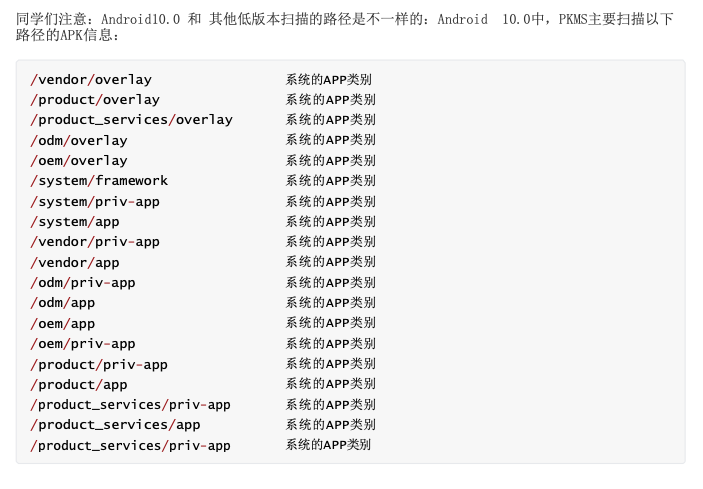 同学们注意：Android10.0 和 其他低版本扫描的路径是不一样的：Android 10.0中，PKMS主要扫描以下
路径的APK信息：
/vendor/overlay 系统的APP类别
/product/overlay 系统的APP类别
/product_services/overlay 系统的APP类别
/odm/overlay 系统的APP类别
/oem/overlay 系统的APP类别
/system/framework 系统的APP类别
/system/priv-app 系统的APP类别
/system/app 系统的APP类别
/vendor/priv-app 系统的APP类别
/vendor/app 系统的APP类别
/odm/priv-app 系统的APP类别
/odm/app 系统的APP类别
/oem/app 系统的APP类别
/oem/priv-app 系统的APP类别
/product/priv-app 系统的APP类别
/product/app 系统的APP类别
/product_services/priv-app 系统的APP类别
/product_services/app 系统的APP类别
/product_services/priv-app 系统的APP类别